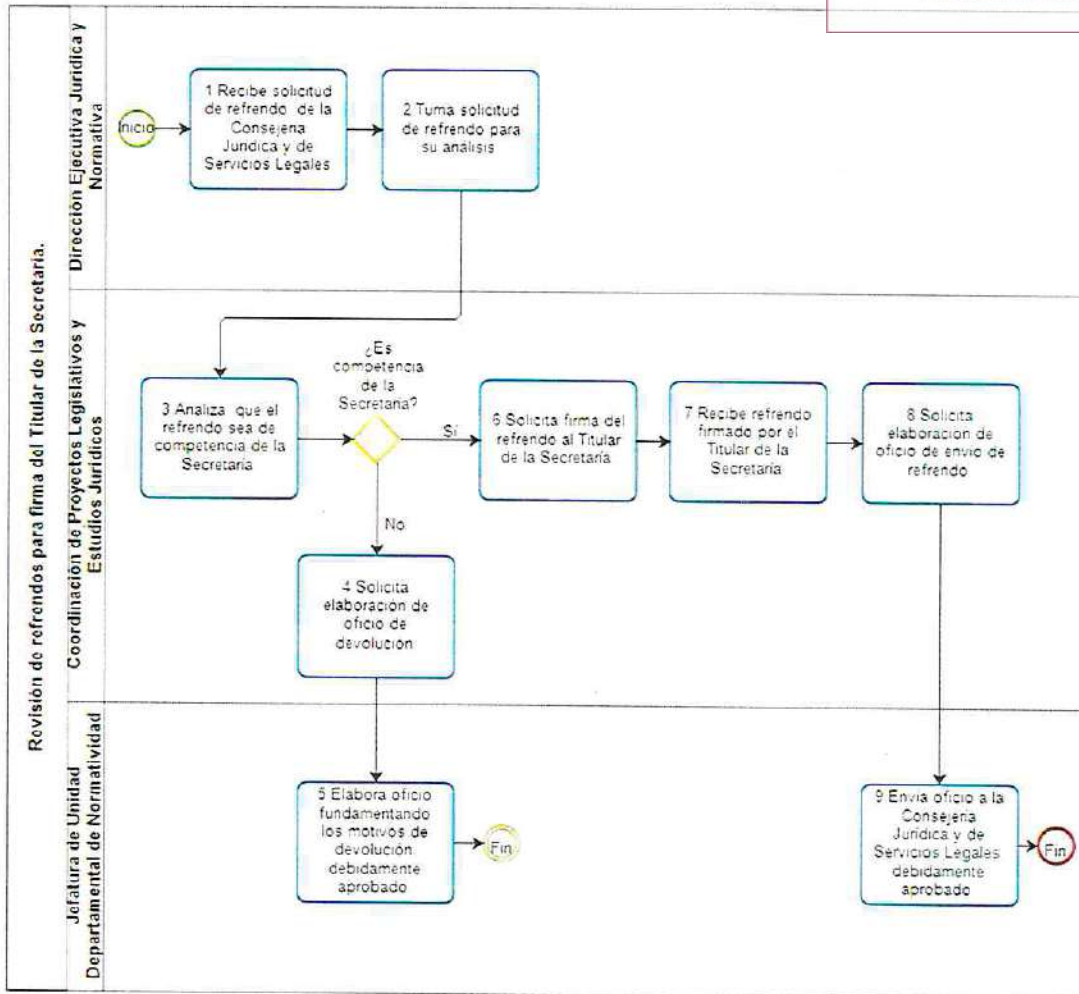 Revisión de refrendos para firma del Titular de la Secretaría.
Dirección Ejecutiva Jurídica y
Normativa
Inicio
1 Recibe solicitud
de refrendo de la
Consejería
Jurídica y de
Servicios Legales
2 Turna solicitud
de refrendo para
su análisis
Coordinación de Proyectos Legislativos y
Estudios Jurídicos
3 Analiza que el
refrendo sea de
competencia de la
Secretaría
¿Es
competencia
de la
Secretaría?
Sí
No
6 Solicita firma del
refrendo al Titular
de la Secretaría
7 Recibe refrendo
firmado por el
Titular de la
Secretaría
8 Solicita
elaboración de
oficio de envío de
refrendo
4 Solicita
elaboración de
oficio de
devolución
Jefatura de Unidad
Departamental de Normatividad
5 Elabora oficio
fundamentando
los motivos de
devolución
debidamente
aprobado
Fin
9 Envía oficio a la
Consejería
Jurídica y de
Servicios Legales
debidamente
aprobado
Fin